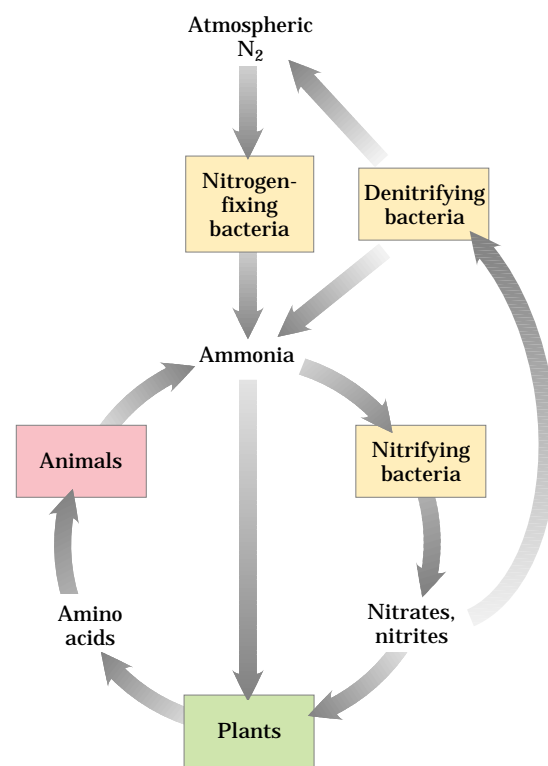 Atmospheric
N₂
Nitrogen-
fixing
bacteria
Denitrifying
bacteria
Ammonia
Animals
Nitrifying
bacteria
Amino
acids
Nitrates,
nitrites
Plants